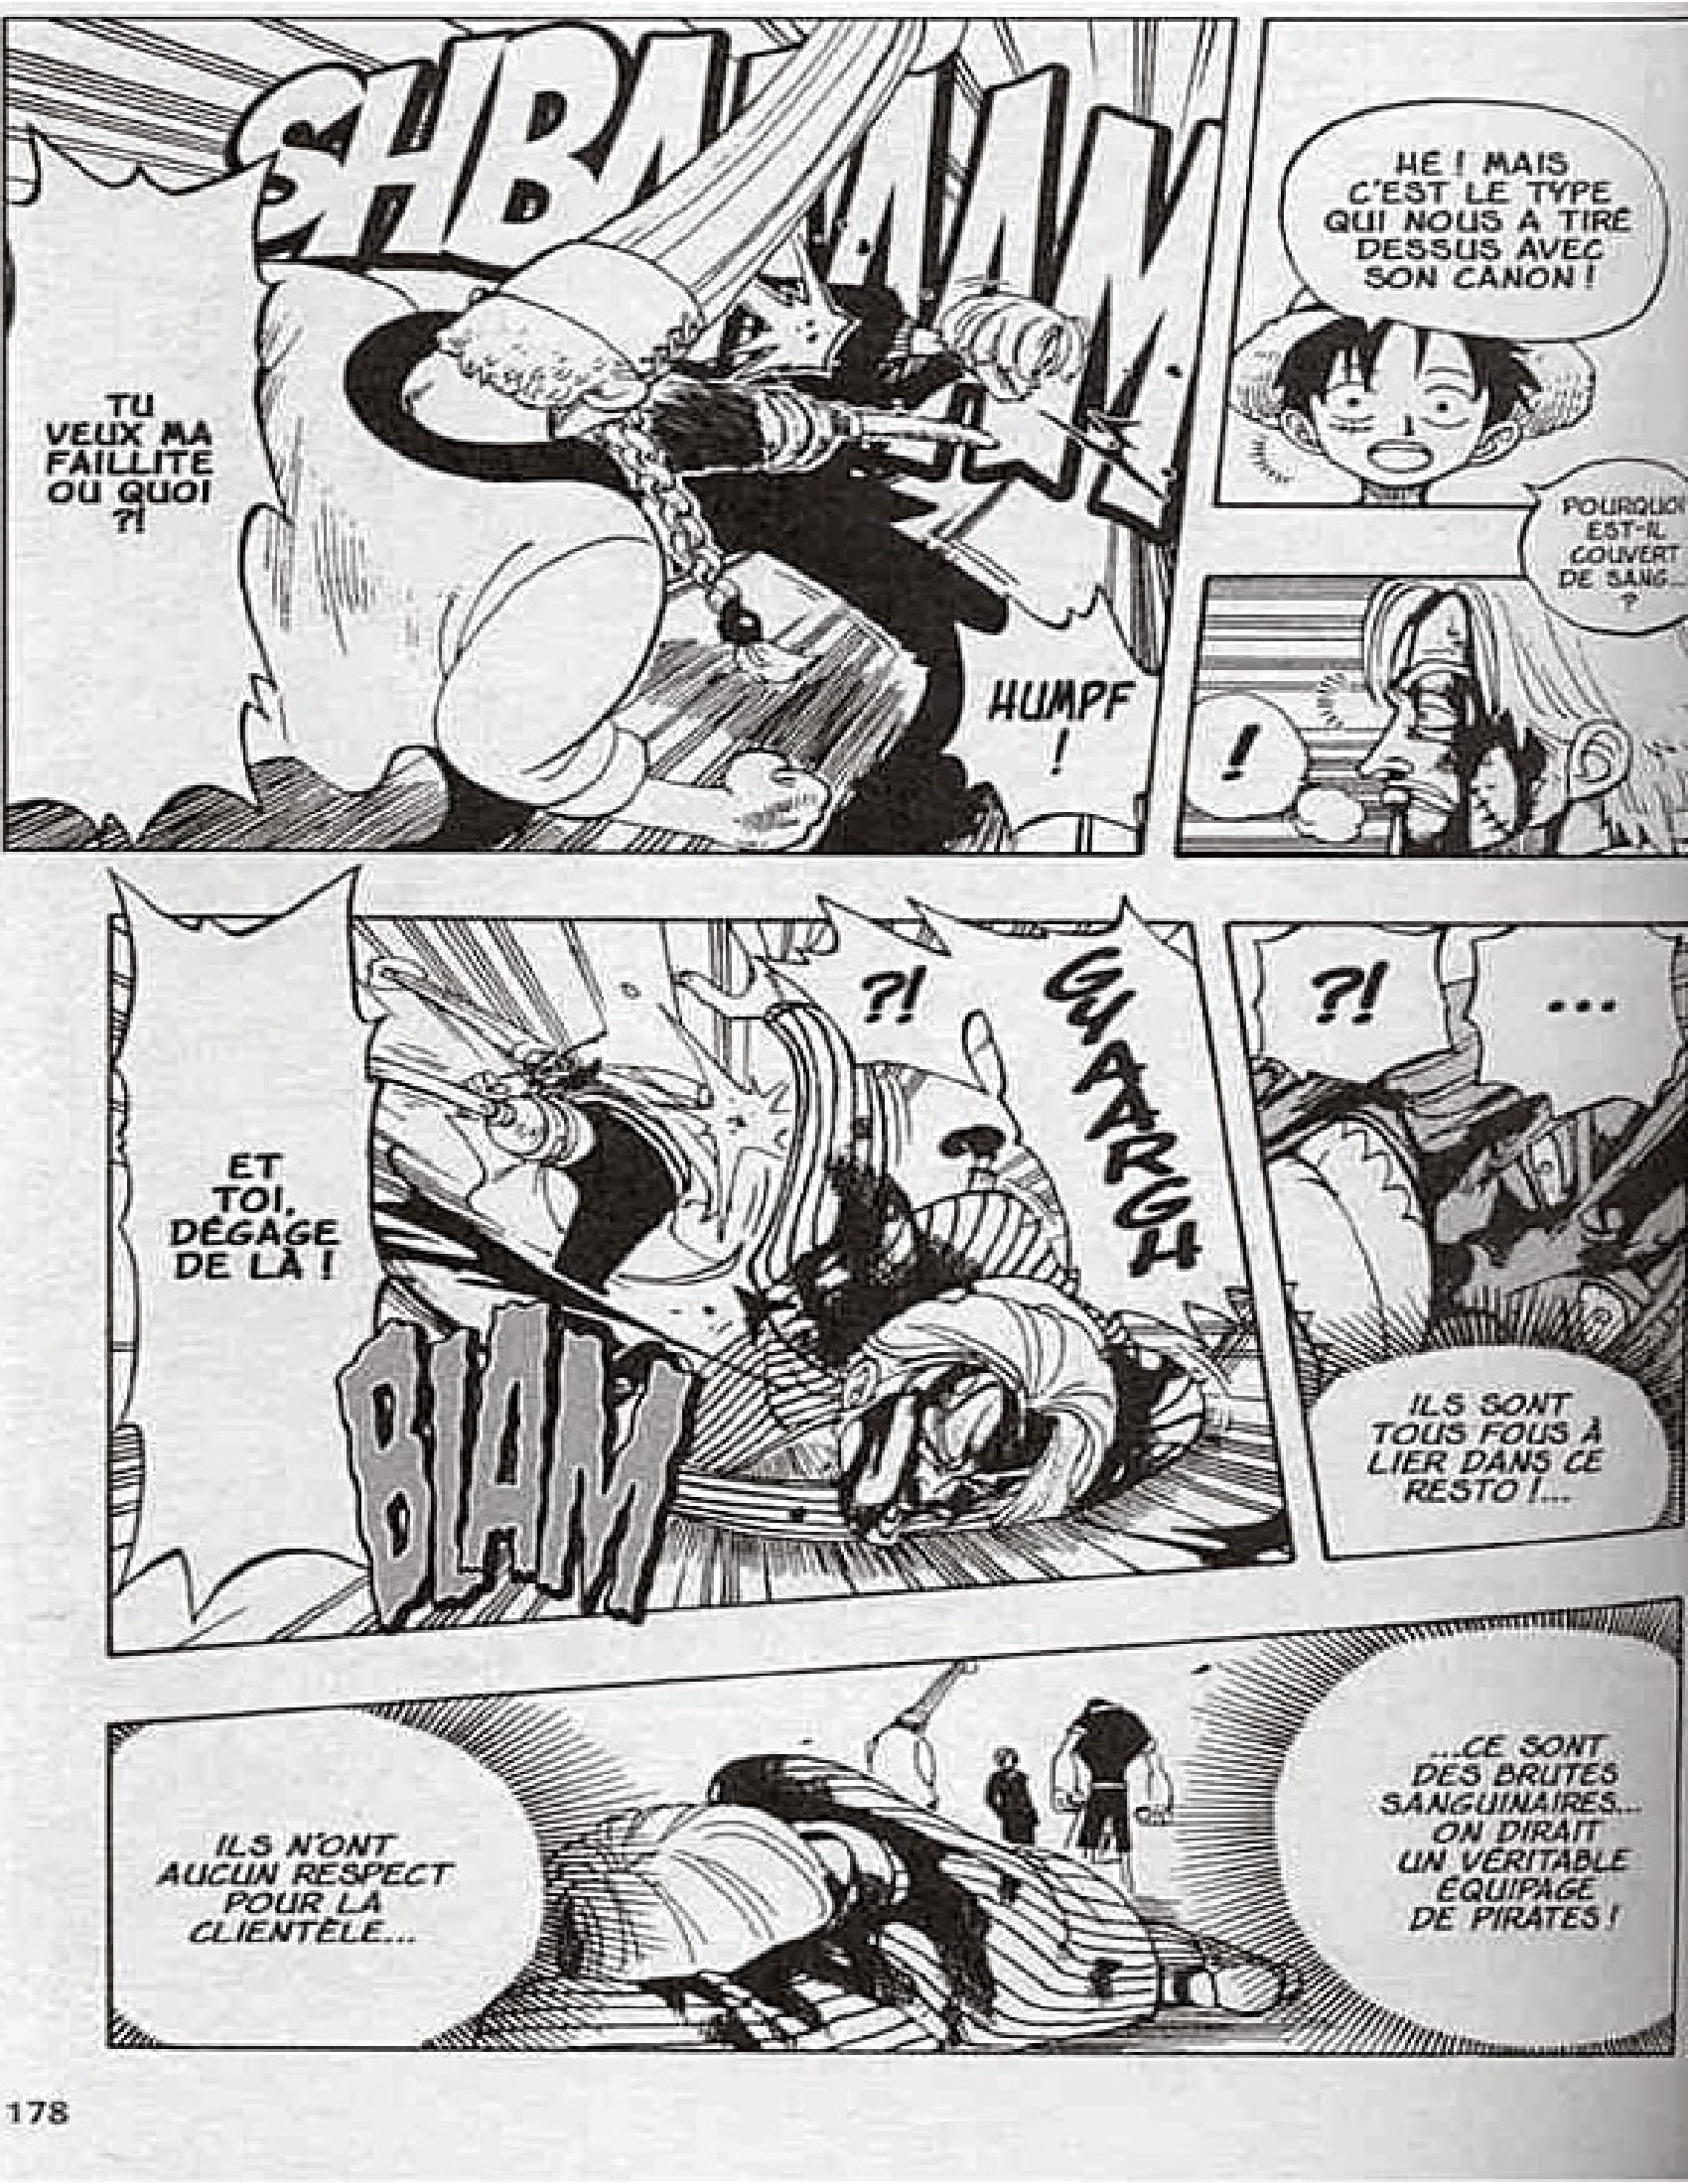 HE ! MAIS
C'EST LE TYPE
QUI NOUS A TIRÉ
DESSUS AVEC
SON CANON !
POURQUOI
EST-IL
COUVERT
DE SANG...
?
!
SHBAMAAM
TU
VEUX MA
FAILLITE
OU QUOI
?!
HUMPF
!
...
?!
ILS SONT
TOUS FOUS À
LIER DANS CE
RESTO !...
GYAARGH
?!
ET
TOI,
DÉGAGE
DE LÀ !
BLAM
...CE SONT
DES BRUTES
SANGUINAIRES...
ON DIRAIT
UN VÉRITABLE
ÉQUIPAGE
DE PIRATES !
ILS N'ONT
AUCUN RESPECT
POUR LA
CLIENTÈLE...
178